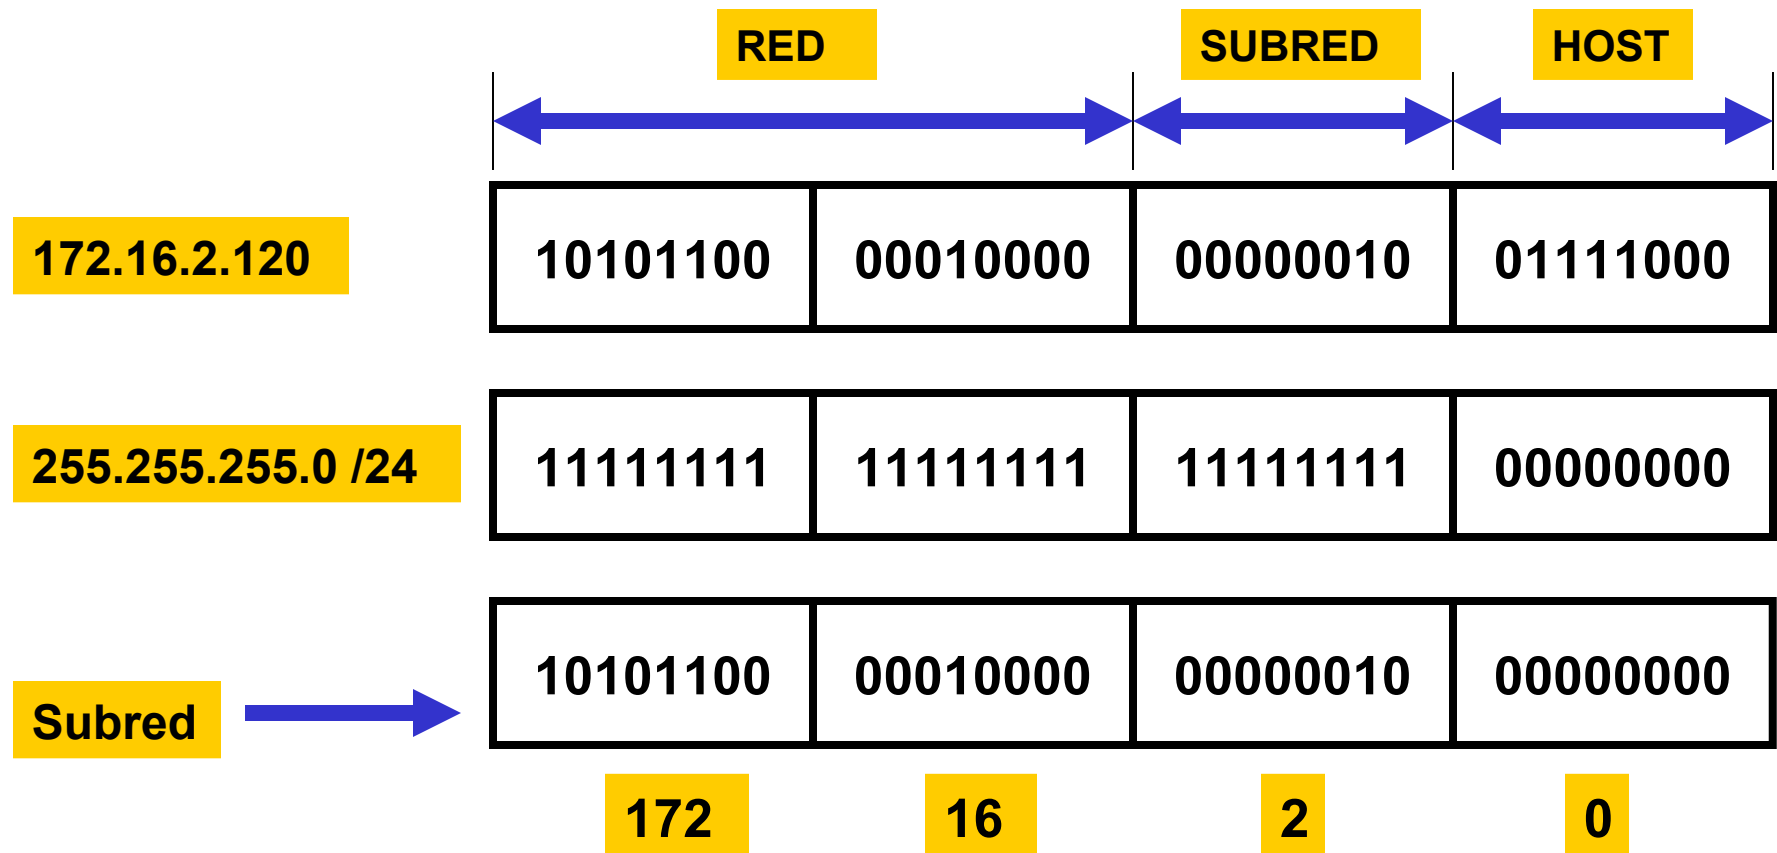 RED SUBRED HOST
172.16.2.120 10101100 00010000 00000010 01111000
255.255.255.0 /24 11111111 11111111 11111111 00000000
Subred 10101100 00010000 00000010 00000000
172 16 2 0